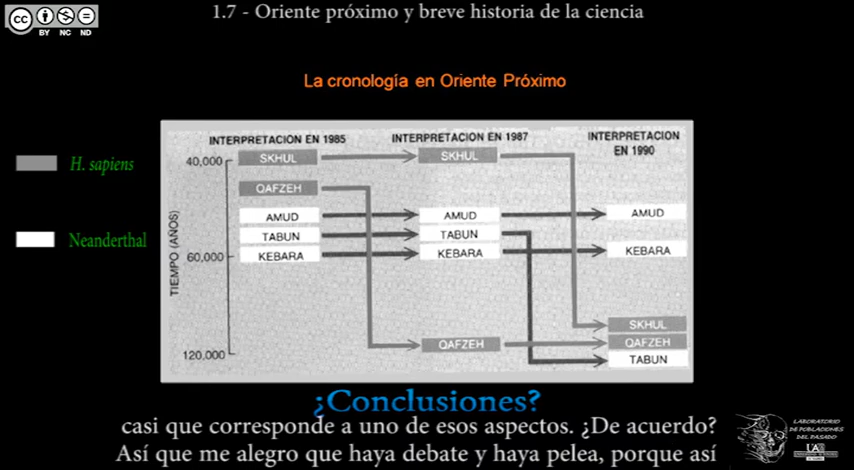 1.7 - Oriente próximo y breve historia de la ciencia
CC
BY NC ND
La cronología en Oriente Próximo
INTERPRETACION EN 1985
INTERPRETACION EN 1987
INTERPRETACION
EN 1990
H. sapiens
Neanderthal
TIEMPO (AÑOS)
40,000
60,000
120,000
SKHUL
QAFZEH
AMUD
TABUN
KEBARA
SKHUL
AMUD
TABUN
KEBARA
QAFZEH
AMUD
KEBARA
SKHUL
QAFZEH
TABUN
¿Conclusiones?
casi que corresponde a uno de esos aspectos. ¿De acuerdo?
Así que me alegro que haya debate y haya pelea, porque así
LABORATORIO
DE POBLACIONES
DEL PASADO